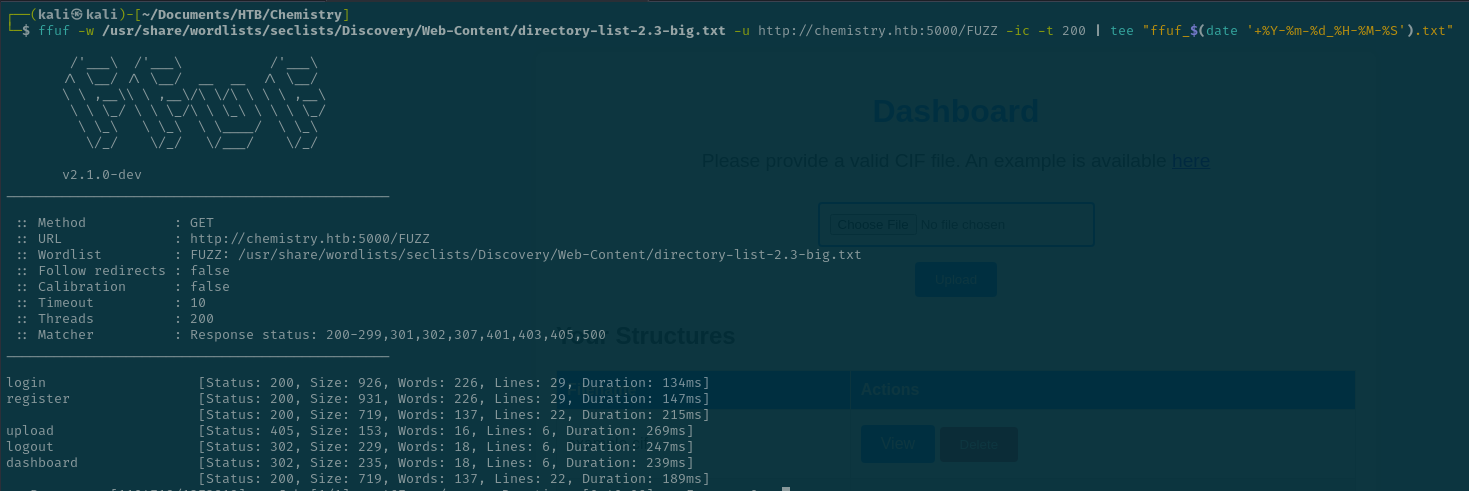 ┌──(kali㉿kali)-[~/Documents/HTB/Chemistry]
└─$ ffuf -w /usr/share/wordlists/seclists/Discovery/Web-Content/directory-list-2.3-big.txt -u http://chemistry.htb:5000/FUZZ -ic -t 200 | tee "ffuf_$(date '+%Y-%m-%d_%H-%M-%S').txt"
v2.1.0-dev
:: Method : GET
:: URL : http://chemistry.htb:5000/FUZZ
:: Wordlist : FUZZ: /usr/share/wordlists/seclists/Discovery/Web-Content/directory-list-2.3-big.txt
:: Follow redirects : false
:: Calibration : false
:: Timeout : 10
:: Threads : 200
:: Matcher : Response status: 200-299,301,302,307,401,403,405,500
login [Status: 200, Size: 926, Words: 226, Lines: 29, Duration: 134ms]
register [Status: 200, Size: 931, Words: 226, Lines: 29, Duration: 147ms]
[Status: 200, Size: 719, Words: 137, Lines: 22, Duration: 215ms]
upload [Status: 405, Size: 153, Words: 16, Lines: 6, Duration: 269ms]
logout [Status: 302, Size: 229, Words: 18, Lines: 6, Duration: 247ms]
dashboard [Status: 302, Size: 235, Words: 18, Lines: 6, Duration: 239ms]
[Status: 200, Size: 719, Words: 137, Lines: 22, Duration: 189ms]
Dashboard
Please provide a valid CIF file. An example is available here
Choose File No file chosen
Upload
Structures
Actions
View Delete